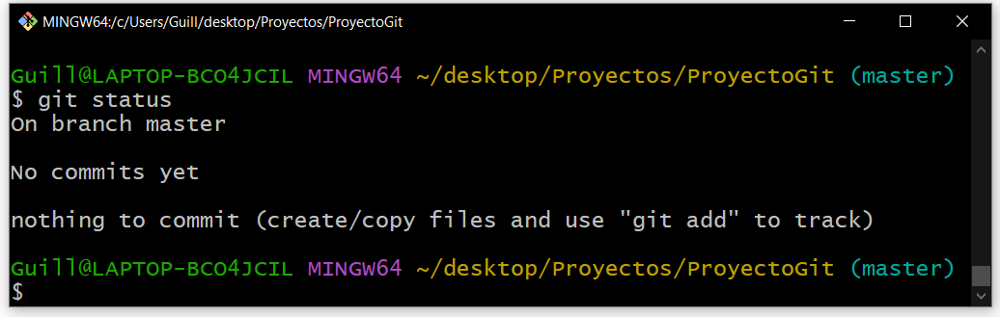 MINGW64:/c/Users/Guill/desktop/Proyectos/ProyectoGit
Guill@LAPTOP-BCO4JCIL MINGW64 ~/desktop/Proyectos/ProyectoGit (master)
$ git status
On branch master
No commits yet
nothing to commit (create/copy files and use "git add" to track)
Guill@LAPTOP-BCO4JCIL MINGW64 ~/desktop/Proyectos/ProyectoGit (master)
$